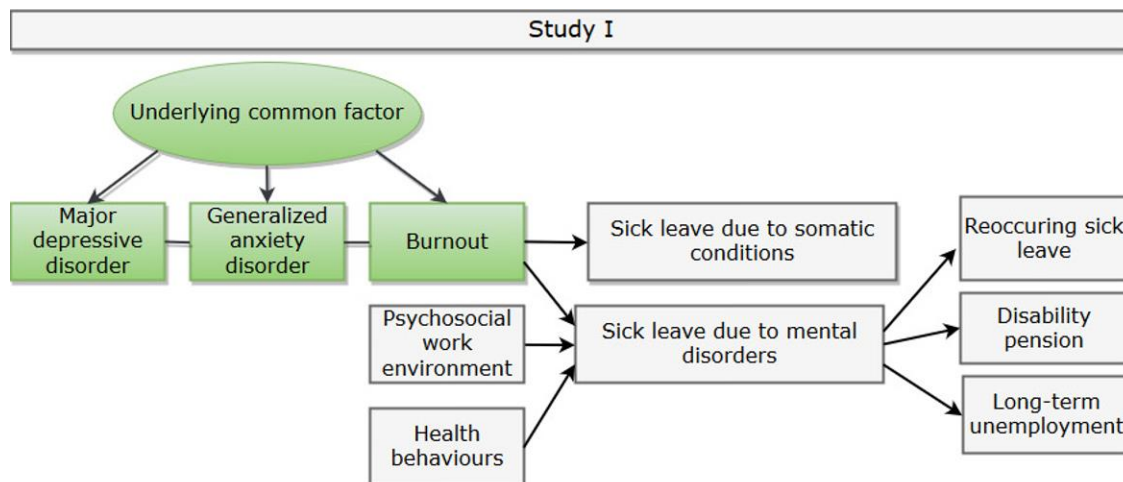 Study I
Underlying common factor
Major
depressive
disorder
Generalized
anxiety
disorder
Burnout
Sick leave due to somatic
conditions
Reoccuring sick
leave
Psychosocial
work
environment
Sick leave due to mental
disorders
Disability
pension
Health
behaviours
Long-term
unemployment